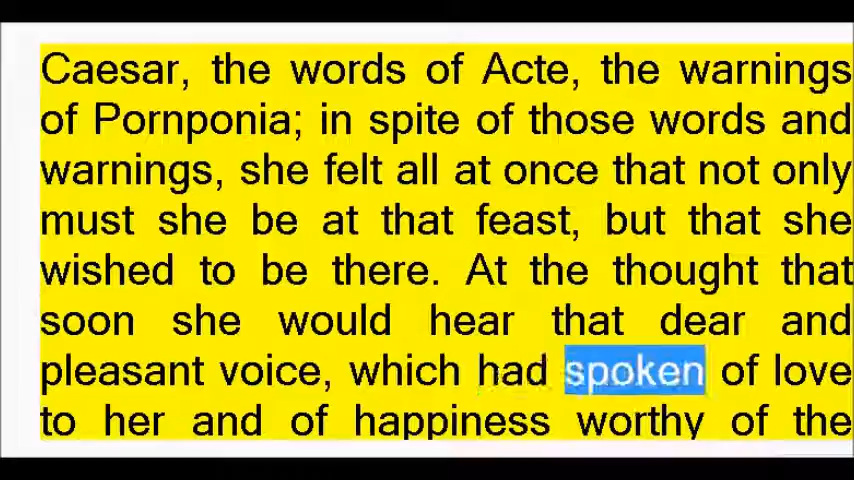 Caesar, the words of Acte, the warnings
of Pornponia; in spite of those words and
warnings, she felt all at once that not only
must she be at that feast, but that she
wished to be there. At the thought that
soon she would hear that dear and
pleasant voice, which had spoken of love
to her and of happiness worthy of the